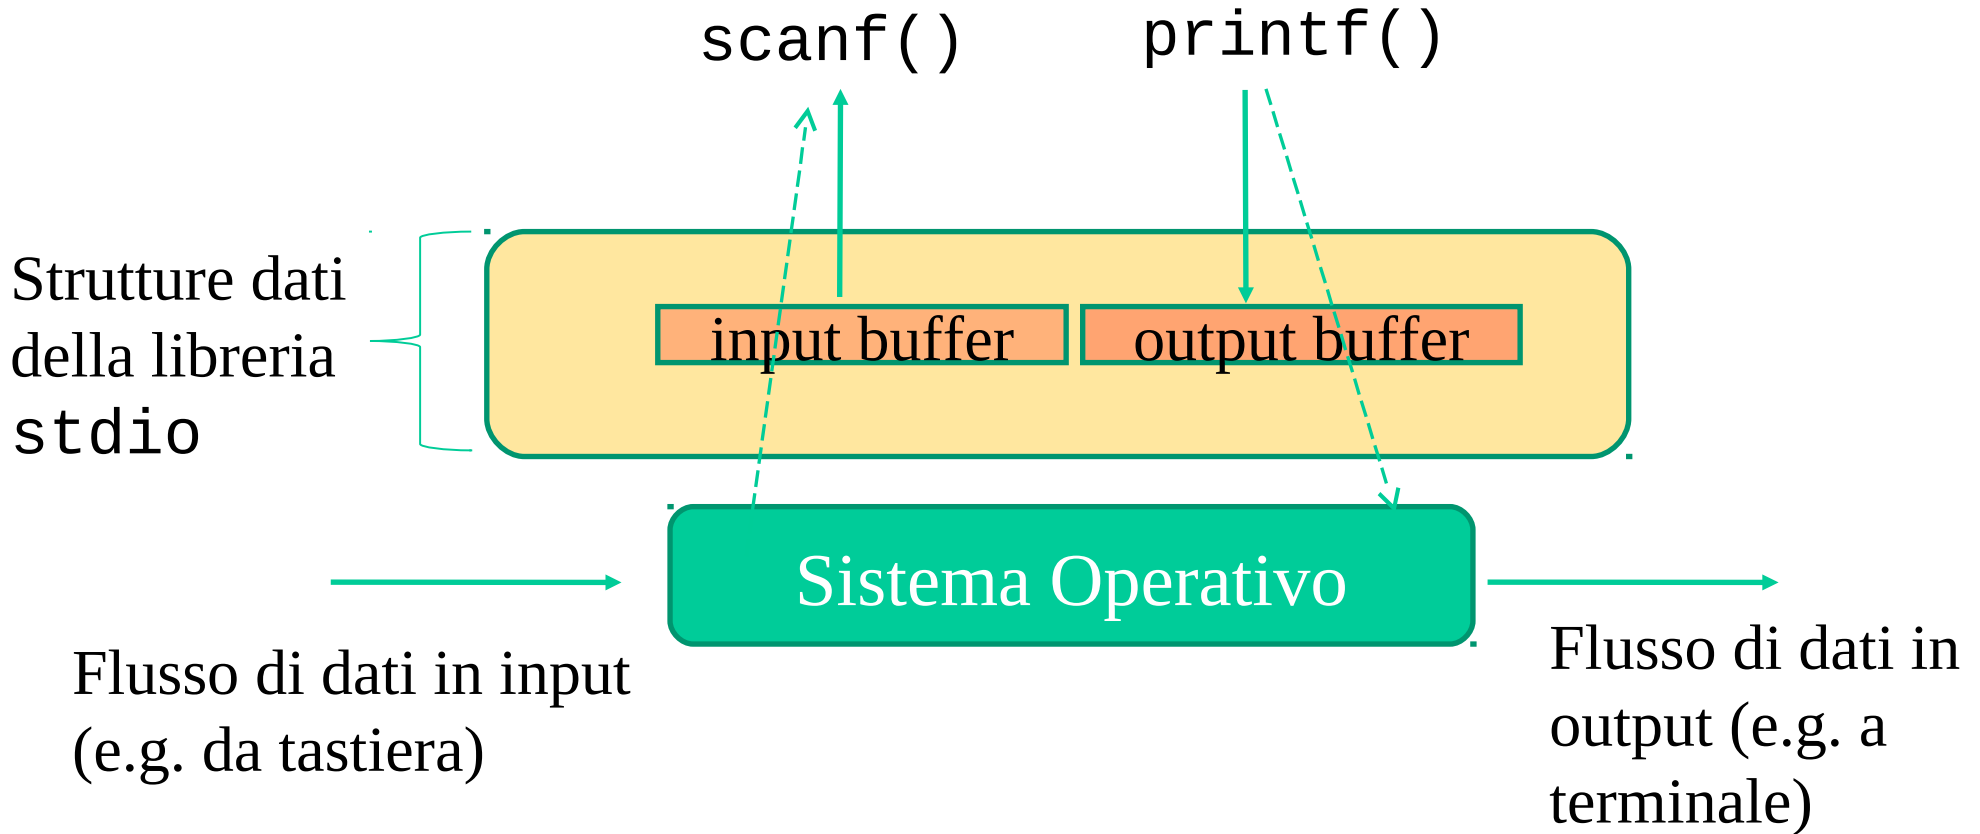 scanf()
printf()
Strutture dati
della libreria
stdio
input buffer
output buffer
Sistema Operativo
Flusso di dati in input
(e.g. da tastiera)
Flusso di dati in
output (e.g. a
terminale)